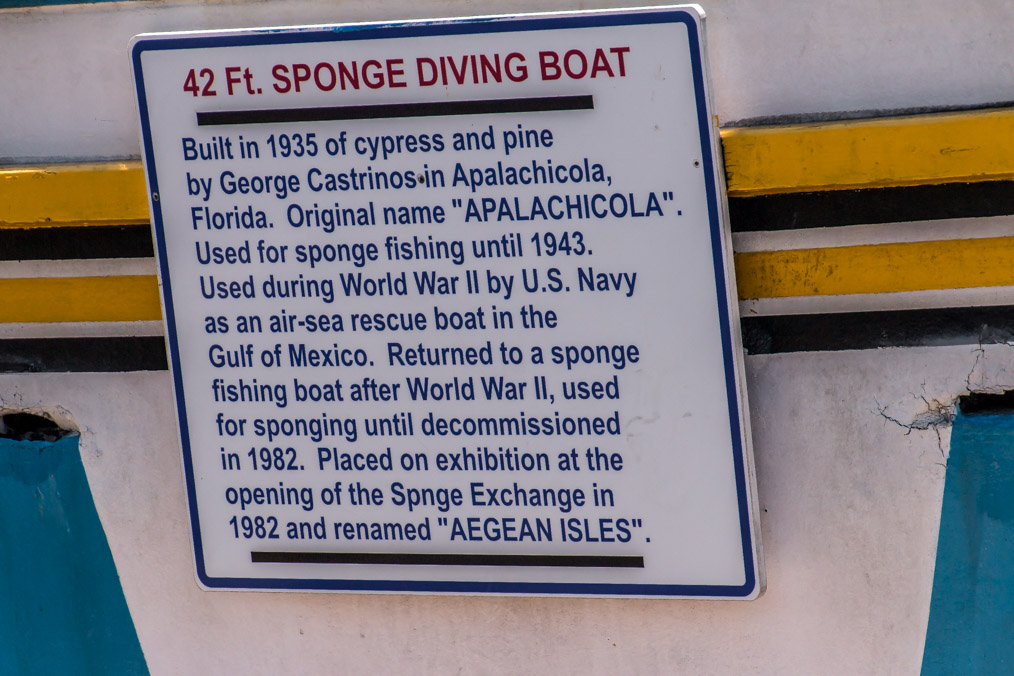 42 Ft. SPONGE DIVING BOAT
Built in 1935 of cypress and pine
by George Castrinos in Apalachicola,
Florida.  Original name "APALACHICOLA".
Used for sponge fishing until 1943.
Used during World War II by U.S. Navy
as an air-sea rescue boat in the
Gulf of Mexico.  Returned to a sponge
fishing boat after World War II, used
for sponging until decommissioned
in 1982.  Placed on exhibition at the
opening of the Spnge Exchange in
1982 and renamed "AEGEAN ISLES".